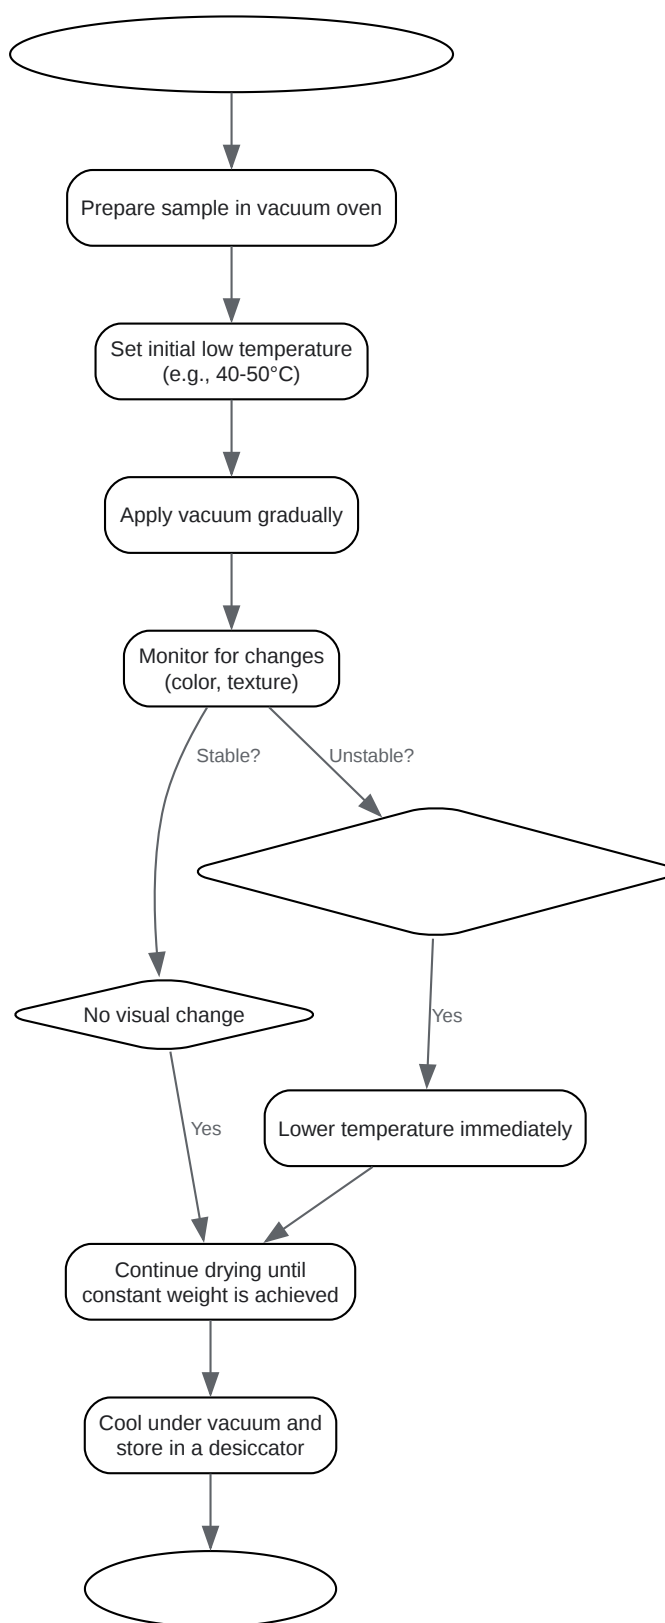 Prepare sample in vacuum oven
Set initial low temperature
(e.g., 40-50°C)
Apply vacuum gradually
Monitor for changes
(color, texture)
Stable?
Unstable?
No visual change
Yes
Lower temperature immediately
Yes
Continue drying until
constant weight is achieved
Cool under vacuum and
store in a desiccator